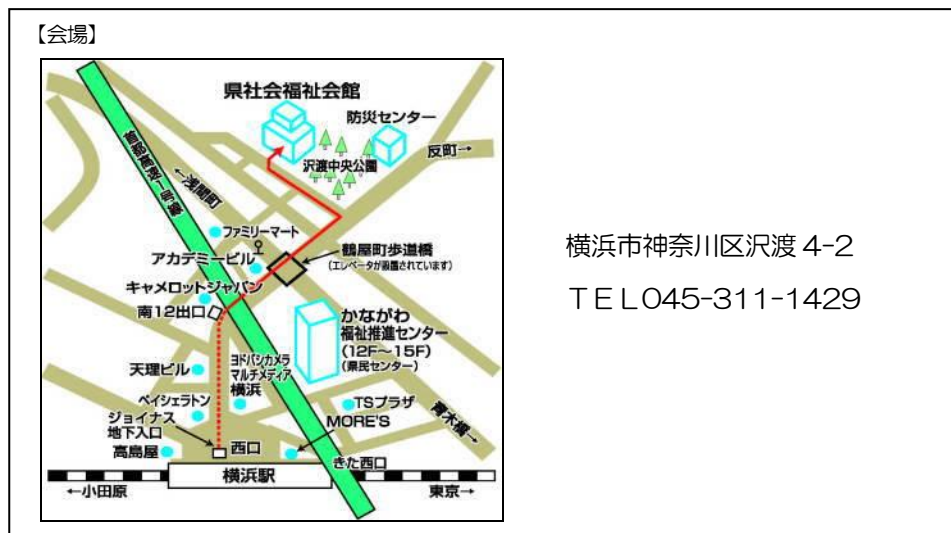 【会場】
県社会福祉会館
防災センター
反町→
沢渡中央公園
首都高速1号線
←浅間町
ファミリーマート
鶴屋町歩道橋
(エレベータが設置されています)
アカデミービル
キャメロットジャパン
南12出口
かながわ
福祉推進センター
(12F～15F)
(県民センター)
天理ビル
ヨドバシカメラ
マルチメディア
横浜
ベイシェラトン
TSプラザ
青木橋→
ジョイナス
地下入口
MORE'S
高島屋
西口
きた西口
横浜駅
←小田原
東京→
横浜市神奈川区沢渡 4-2
ＴＥＬ045-311-1429